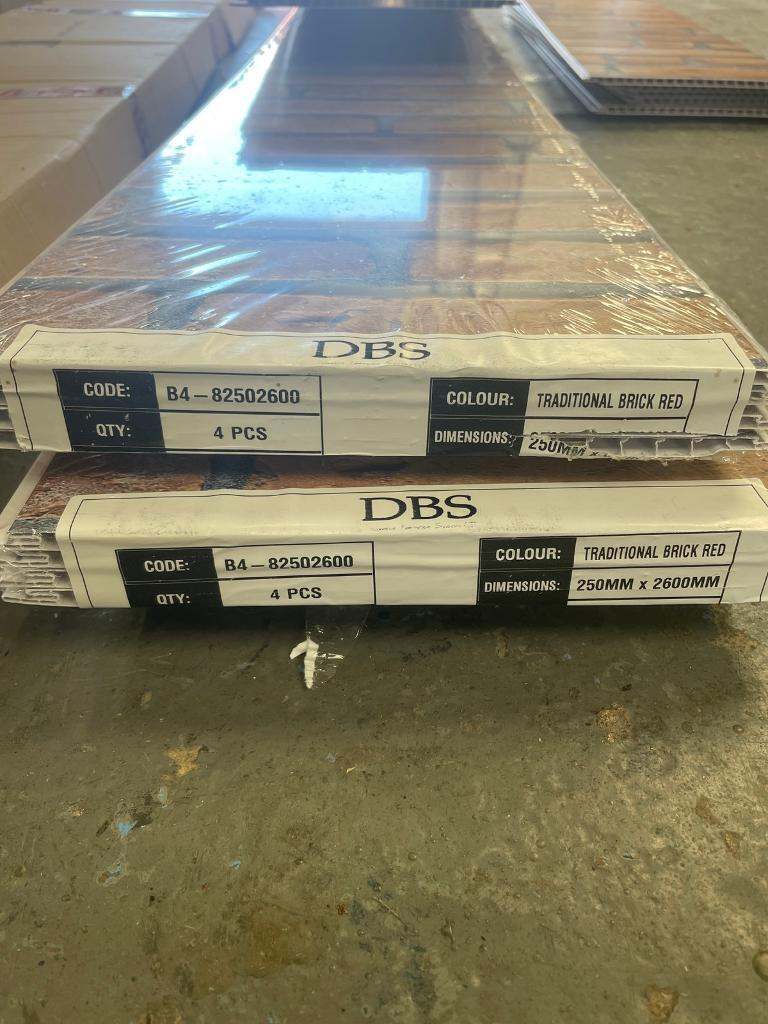 DBS
CODE: B4-82502600 COLOUR: TRADITIONAL BRICK RED
QTY: 4 PCS DIMENSIONS: 250MM x
DBS
CODE: B4-82502600 COLOUR: TRADITIONAL BRICK RED
QTY: 4 PCS DIMENSIONS: 250MM x 2600MM